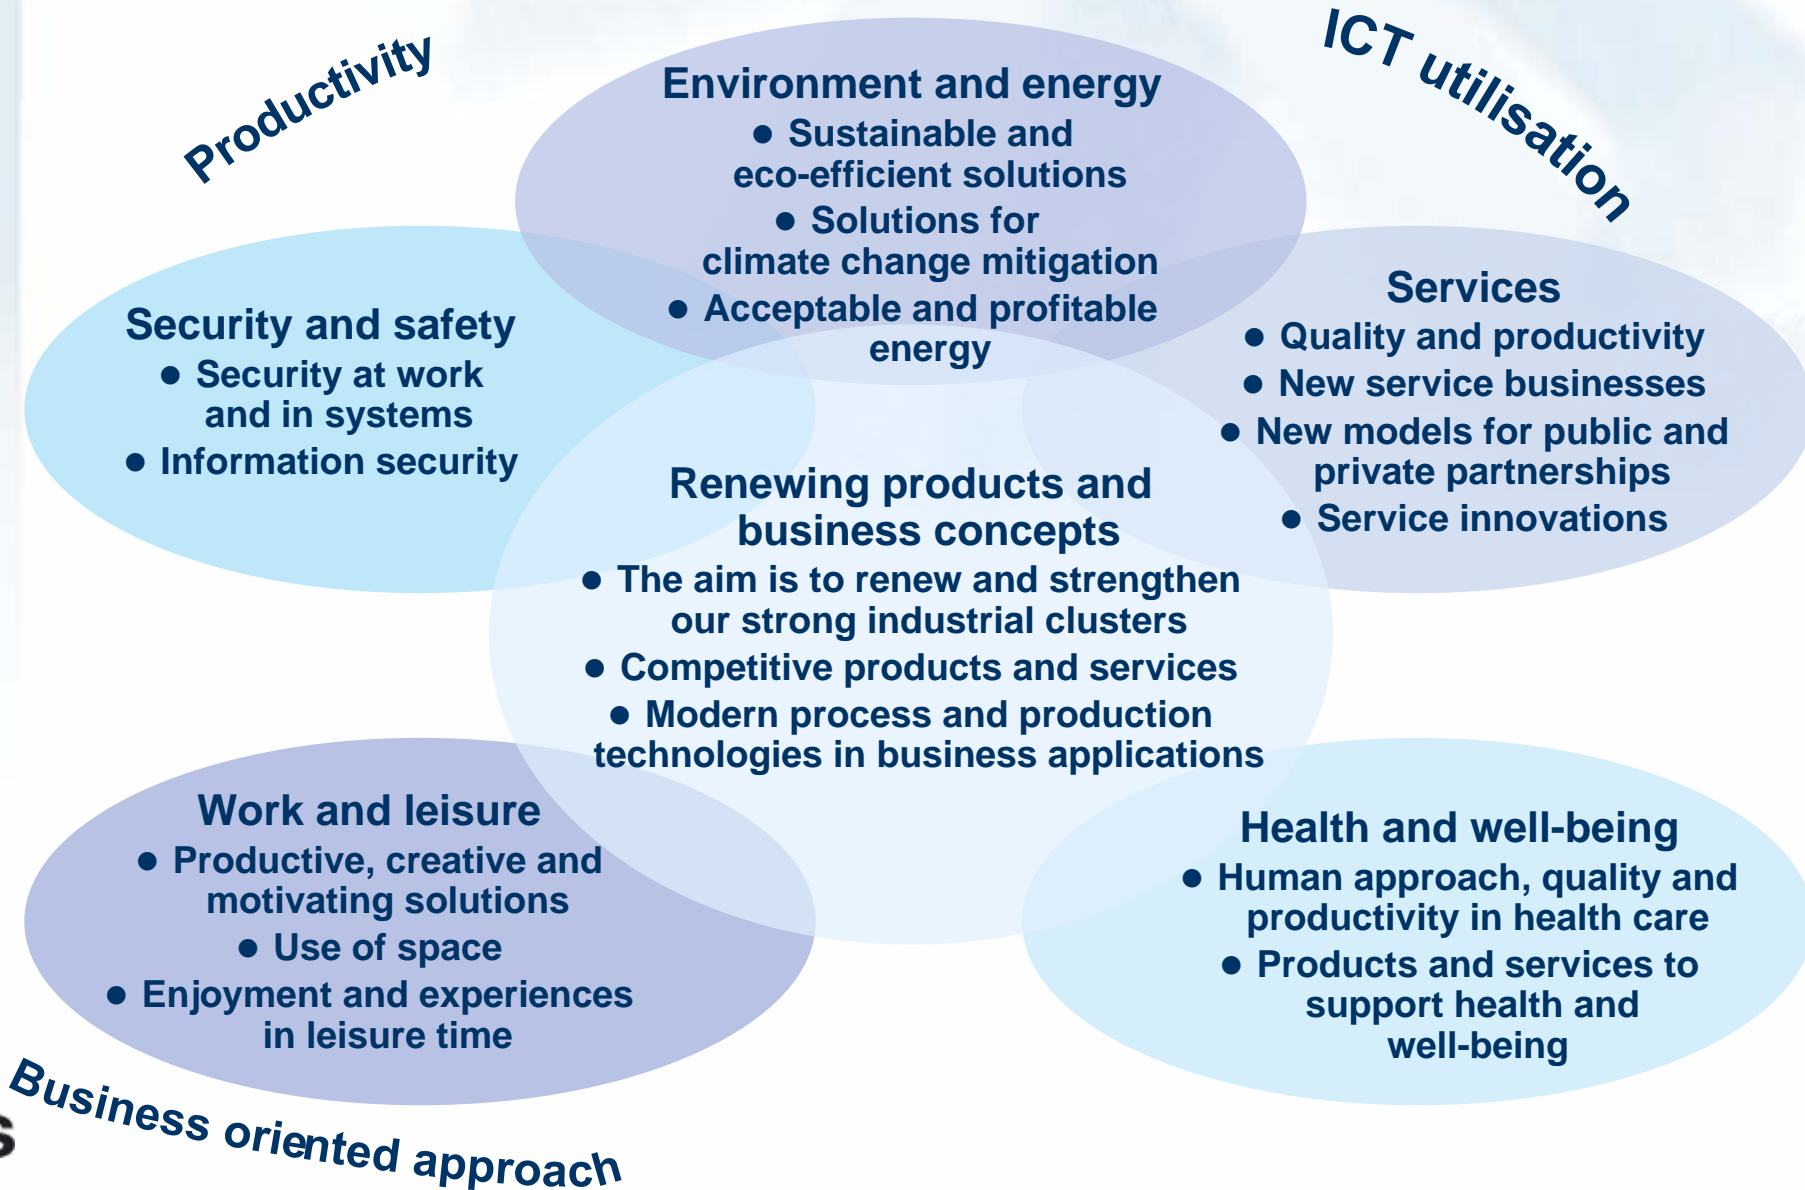 Productivity
ICT utilisation
Environment and energy
● Sustainable and
eco-efficient solutions
● Solutions for
climate change mitigation
● Acceptable and profitable
energy
Security and safety
● Security at work
and in systems
● Information security
Services
● Quality and productivity
● New service businesses
● New models for public and
private partnerships
● Service innovations
Renewing products and
business concepts
● The aim is to renew and strengthen
our strong industrial clusters
● Competitive products and services
● Modern process and production
technologies in business applications
Work and leisure
● Productive, creative and
motivating solutions
● Use of space
● Enjoyment and experiences
in leisure time
Health and well-being
● Human approach, quality and
productivity in health care
● Products and services to
support health and
well-being
Business oriented approach
s